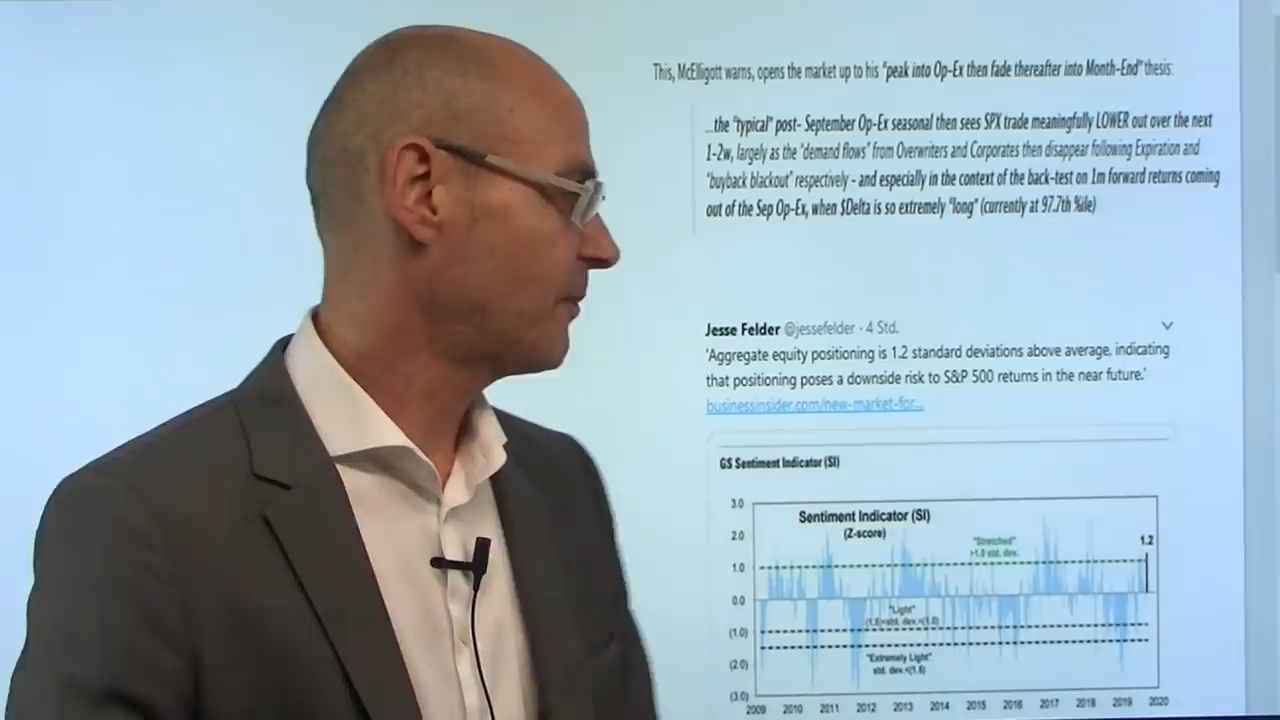 This, McElligott warns, opens the market up to his "peak into Op-Ex then fade thereafter into Month-End" thesis:
...the "typical" post- September Op-Ex seasonal then sees SPX trade meaningfully LOWER out over the next
1-2w, largely as the "demand flows" from Overwriters and Corporates then disappear following Expiration and
"buyback blackout" respectively - and especially in the context of the back-test on 1m forward returns coming
out of the Sep Op-Ex, when $Delta is so extremely "long" (currently at 97.7th %ile)
Jesse Felder @jessefelder · 4 Std.
'Aggregate equity positioning is 1.2 standard deviations above average, indicating
that positioning poses a downside risk to S&P 500 returns in the near future.'
businessinsider.com/new-market-for...
GS Sentiment Indicator (SI)
Sentiment Indicator (SI)
(Z-score)
"Stretched"
>1.0 std. dev.
1.2
3.0
2.0
1.0
0.0
(1.0)
(2.0)
(3.0)
"Light"
"Extremely Light"
2009 2010 2011 2012 2013 2014 2015 2016 2017 2018 2019 2020